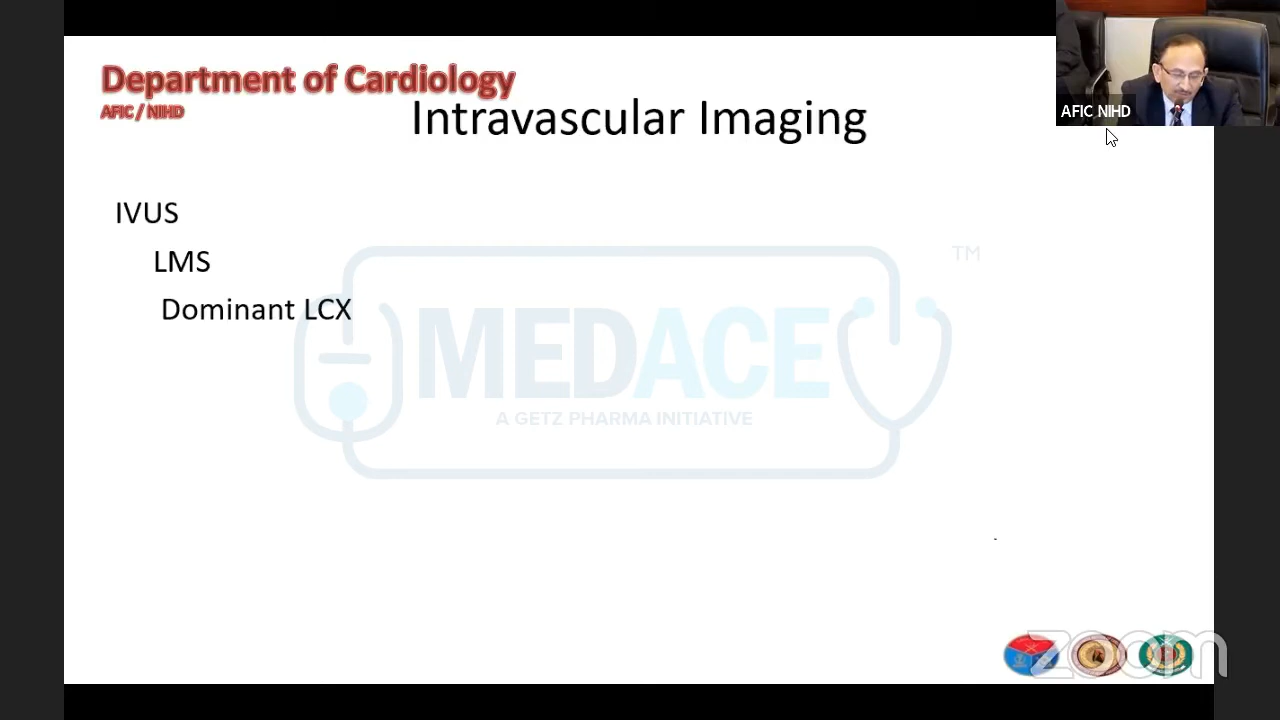 Department of Cardiology
AFIC / NIHD
Intravascular Imaging
AFIC NIHD
IVUS
LMS
Dominant LCX
TM
MEDACE
A GETZ PHARMA INITIATIVE
zoom